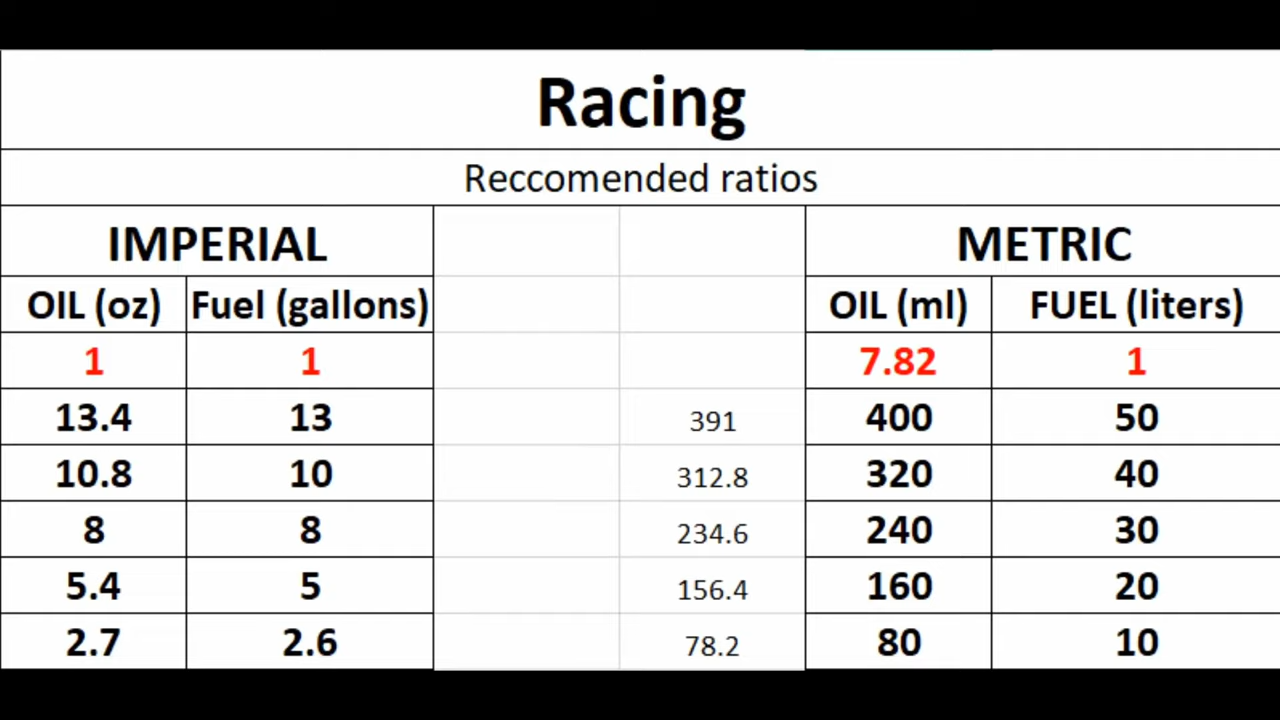 Racing
Reccomended ratios
IMPERIAL METRIC
OIL (oz) Fuel (gallons) OIL (ml) FUEL (liters)
1 1 7.82 1
13.4 13 391 400 50
10.8 10 312.8 320 40
8 8 234.6 240 30
5.4 5 156.4 160 20
2.7 2.6 78.2 80 10